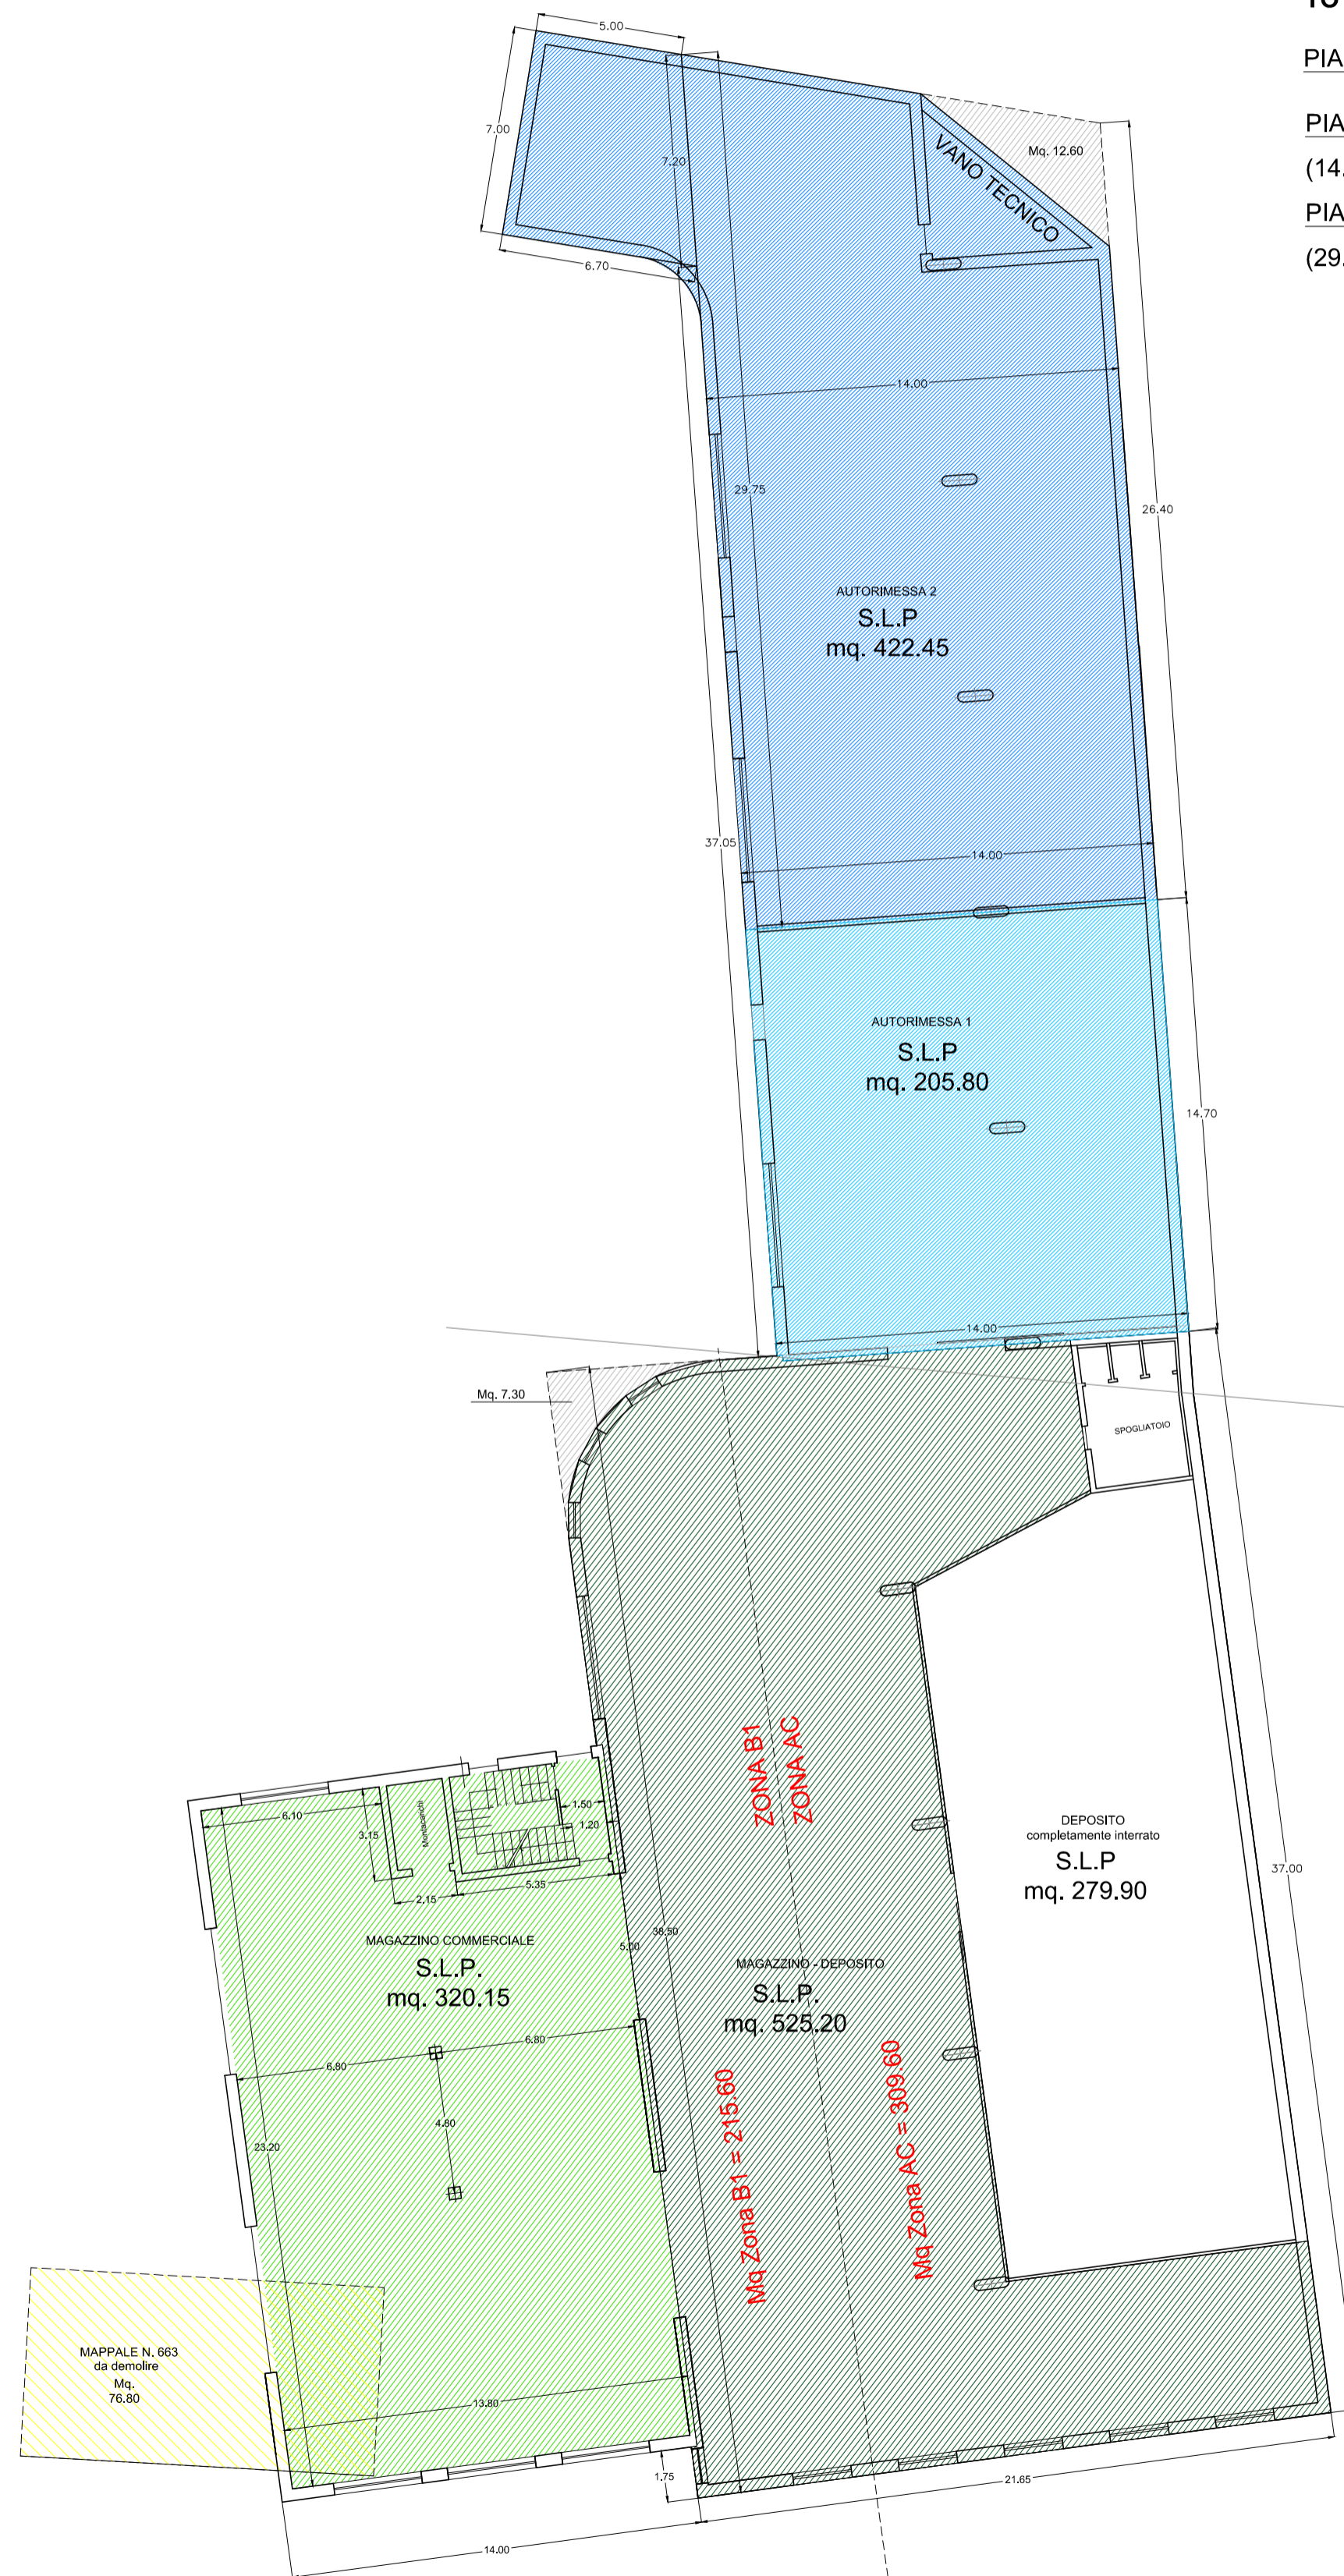 PIA
PIA
(14.
PIA
(29.
5.00
7.00
7.20
6.70
Mq. 12.60
VANO TECNICO
14.00
29.75
26.40
AUTORIMESSA 2
S.L.P
mq. 422.45
37.05
14.00
AUTORIMESSA 1
S.L.P
mq. 205.80
14.70
14.00
Mq. 7.30
SPOGLIATOIO
ZONA B1
ZONA AC
6.10
3.15
Montacarichi
1.50
1.20
2.15
5.35
DEPOSITO
completamente interrato
S.L.P
mq. 279.90
37.00
MAGAZZINO COMMERCIALE
S.L.P.
mq. 320.15
5.00
38.50
MAGAZZINO - DEPOSITO
S.L.P.
mq. 525.20
6.80
6.80
4.80
23.20
Mq Zona B1 = 215.60
Mq Zona AC = 309.60
MAPPALE N. 663
da demolire
Mq.
76.80
13.80
1.75
21.65
14.00